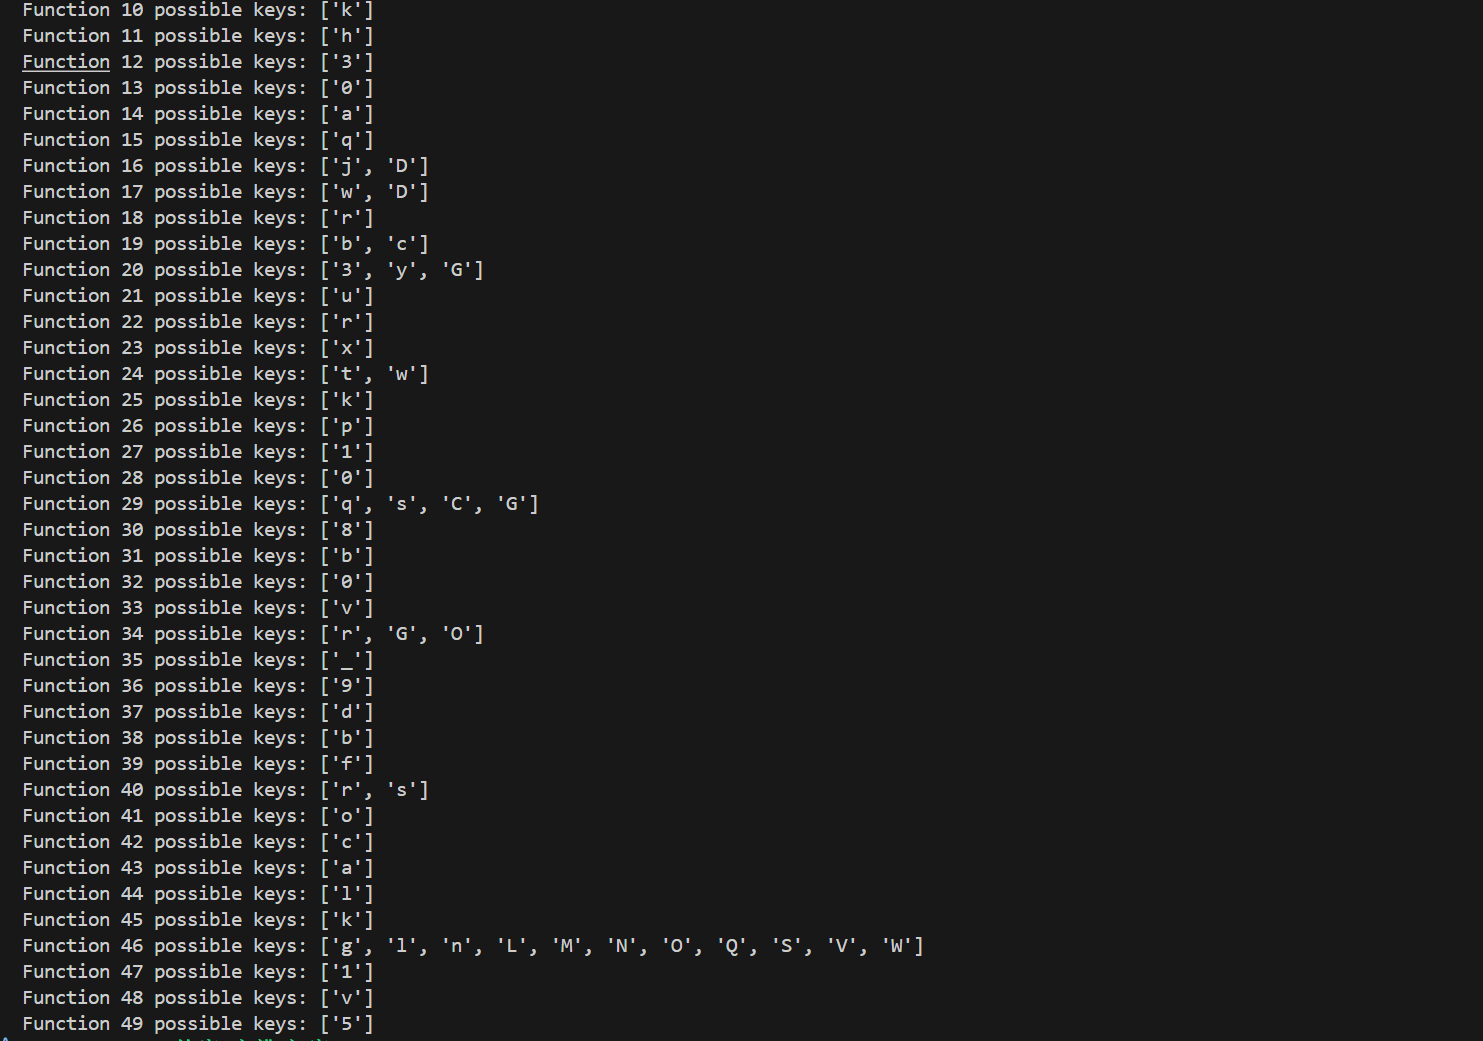 Function 10 possible keys: ['k']
Function 11 possible keys: ['h']
Function 12 possible keys: ['3']
Function 13 possible keys: ['0']
Function 14 possible keys: ['a']
Function 15 possible keys: ['q']
Function 16 possible keys: ['j', 'D']
Function 17 possible keys: ['w', 'D']
Function 18 possible keys: ['r']
Function 19 possible keys: ['b', 'c']
Function 20 possible keys: ['3', 'y', 'G']
Function 21 possible keys: ['u']
Function 22 possible keys: ['r']
Function 23 possible keys: ['x']
Function 24 possible keys: ['t', 'w']
Function 25 possible keys: ['k']
Function 26 possible keys: ['p']
Function 27 possible keys: ['1']
Function 28 possible keys: ['0']
Function 29 possible keys: ['q', 's', 'C', 'G']
Function 30 possible keys: ['8']
Function 31 possible keys: ['b']
Function 32 possible keys: ['0']
Function 33 possible keys: ['v']
Function 34 possible keys: ['r', 'G', 'O']
Function 35 possible keys: ['_']
Function 36 possible keys: ['9']
Function 37 possible keys: ['d']
Function 38 possible keys: ['b']
Function 39 possible keys: ['f']
Function 40 possible keys: ['r', 's']
Function 41 possible keys: ['o']
Function 42 possible keys: ['c']
Function 43 possible keys: ['a']
Function 44 possible keys: ['l']
Function 45 possible keys: ['k']
Function 46 possible keys: ['g', 'l', 'n', 'L', 'M', 'N', 'O', 'Q', 'S', 'V', 'W']
Function 47 possible keys: ['1']
Function 48 possible keys: ['v']
Function 49 possible keys: ['5']